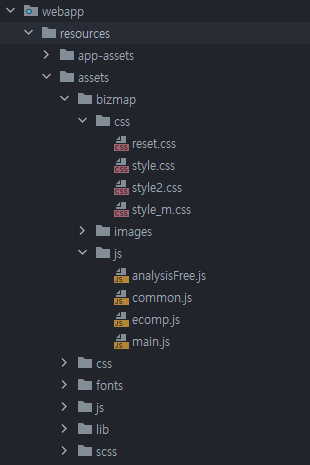 webapp
resources
app-assets
assets
bizmap
css
reset.css
style.css
style2.css
style_m.css
images
js
analysisFree.js
common.js
ecomp.js
main.js
css
fonts
js
lib
scss